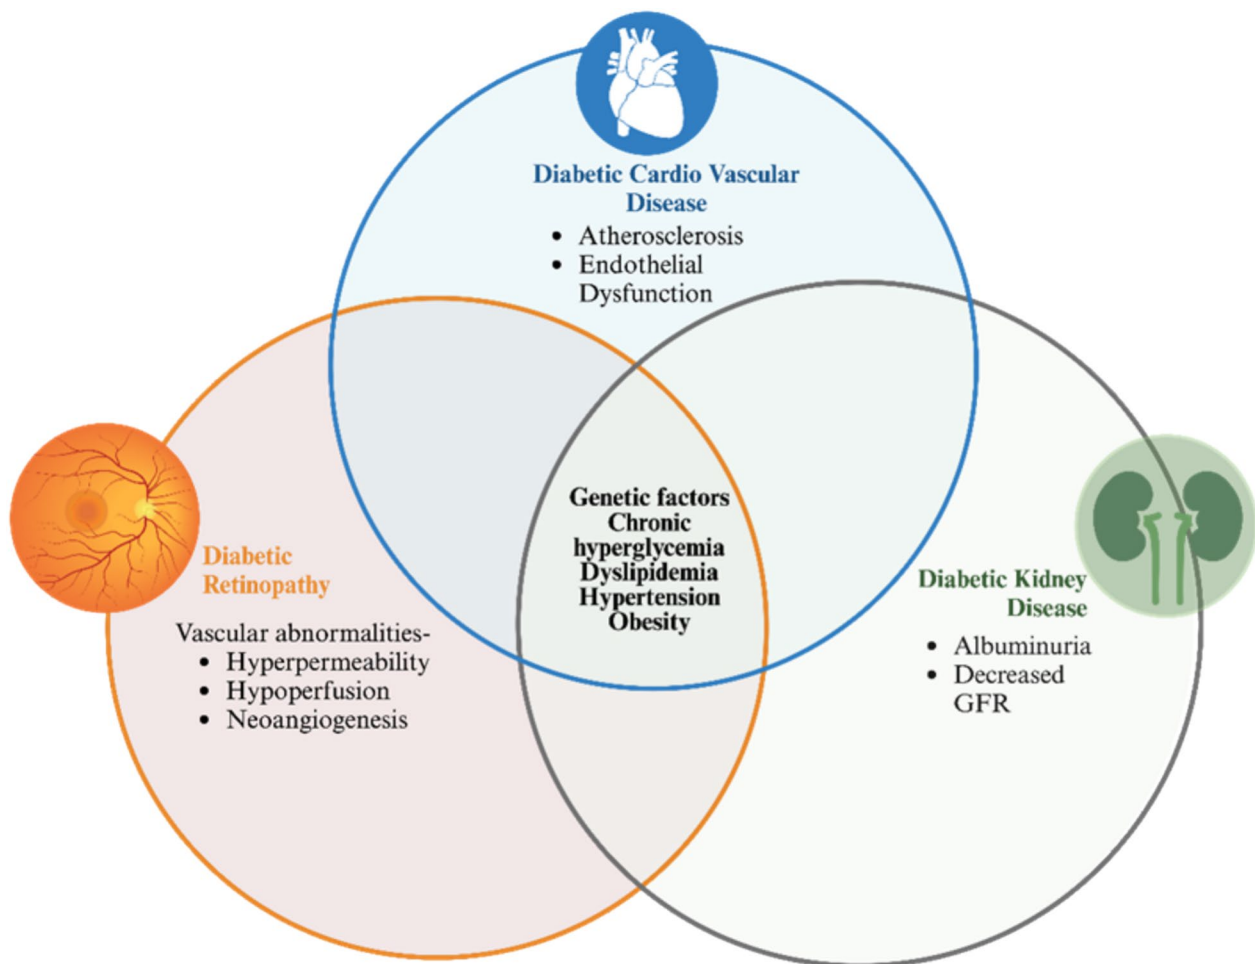 Diabetic Cardio Vascular
Disease
• Atherosclerosis
• Endothelial
Dysfunction
Genetic factors
Chronic
hyperglycemia
Dyslipidemia
Hypertension
Obesity
Diabetic
Retinopathy
Vascular abnormalities-
• Hyperpermeability
• Hypoperfusion
• Neoangiogenesis
Diabetic Kidney
Disease
• Albuminuria
• Decreased
GFR